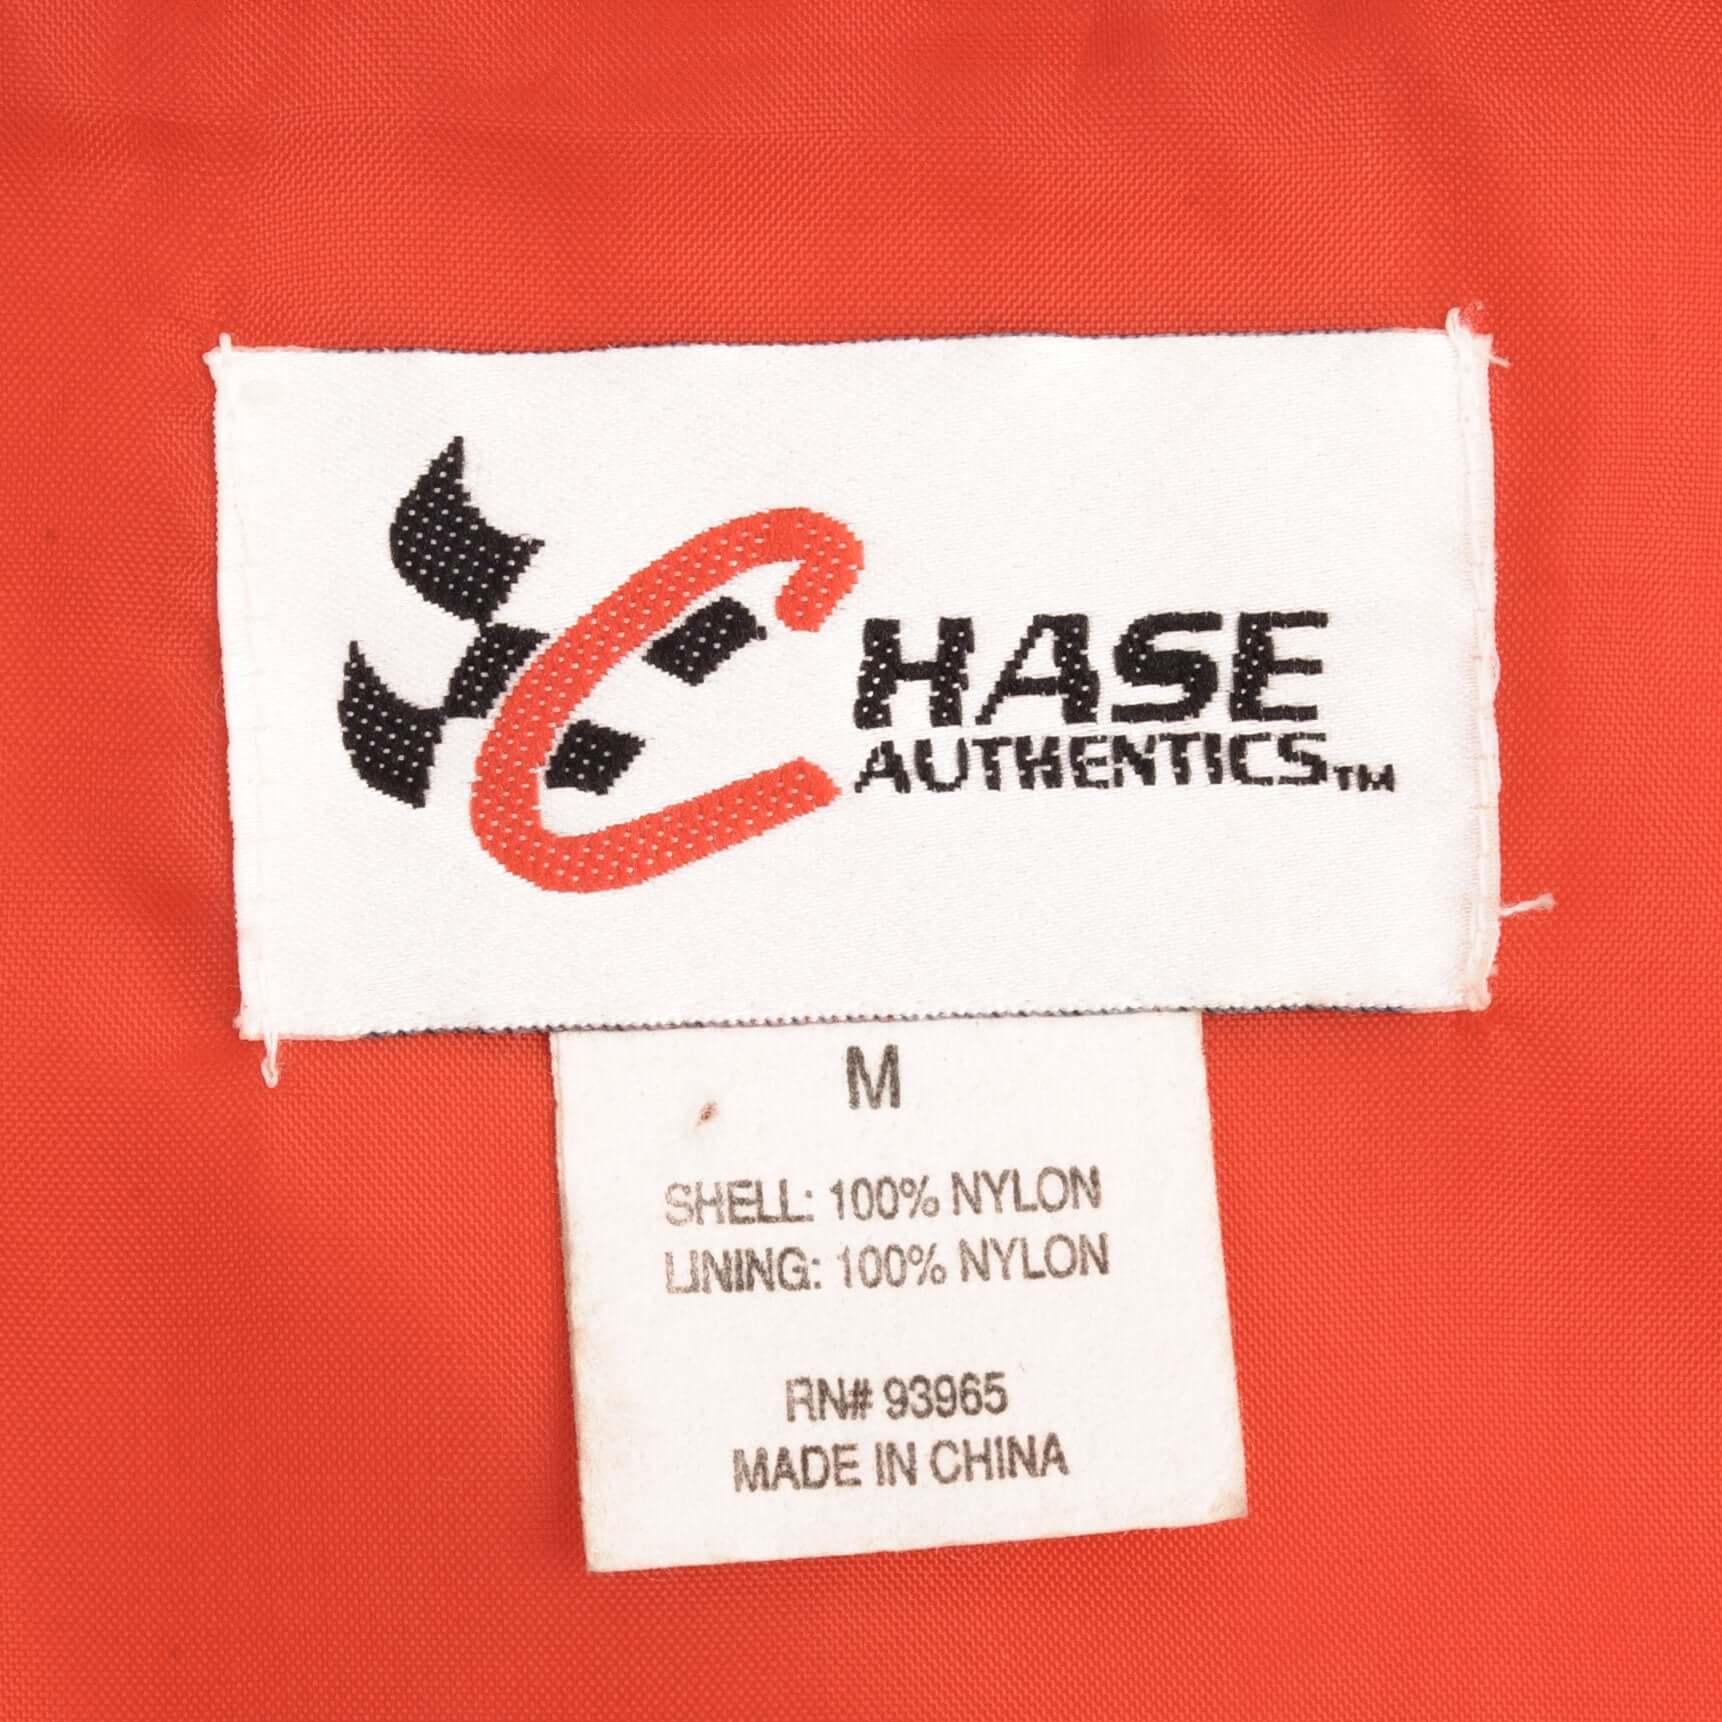 CHASE
AUTHENTICS™
M
SHELL: 100% NYLON
LINING: 100% NYLON
RN# 93965
MADE IN CHINA